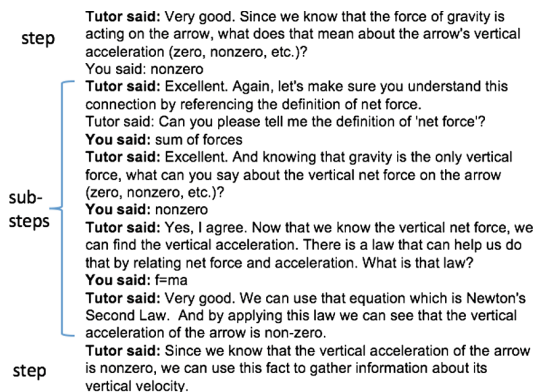 Tutor said: Very good. Since we know that the force of gravity is
step
acting on the arrow, what does that mean about the arrow's vertical
acceleration (zero, nonzero, etc.)?
You said: nonzero
Tutor said: Excellent. Again, let's make sure you understand this
connection by referencing the definition of net force.
Tutor said: Can you please tell me the definition of 'net force'?
You said: sum of forces
Tutor said: Excellent. And knowing that gravity is the only vertical
force, what can you say about the vertical net force on the arrow
(zero, nonzero, etc.)?
sub-
steps
You said: nonzero
Tutor said: Yes, I agree. Now that we know the vertical net force, we
can find the vertical acceleration. There is a law that can help us do
that by relating net force and acceleration. What is that law?
You said: f=ma
Tutor said: Very good. We can use that equation which is Newton's
Second Law. And by applying this law we can see that the vertical
acceleration of the arrow is non-zero.
Tutor said: Since we know that the vertical acceleration of the arrow
step
is nonzero, we can use this fact to gather information about its
vertical velocity.